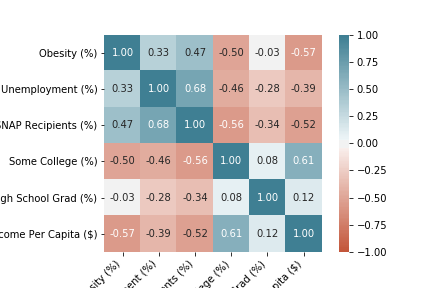 Obesity (%) 1.00 0.33 0.47 -0.50 -0.03 -0.57
Unemployment (%) 0.33 1.00 0.68 -0.46 -0.28 -0.39
SNAP Recipients (%) 0.47 0.68 1.00 -0.56 -0.34 -0.52
Some College (%) -0.50 -0.46 -0.56 1.00 0.08 0.61
gh School Grad (%) -0.03 -0.28 -0.34 0.08 1.00 0.12
come Per Capita ($) -0.57 -0.39 -0.52 0.61 0.12 1.00
sity (%)
ent (%)
nts (%)
ege (%)
Grad (%)
pita ($)
1.00
0.75
0.50
0.25
0.00
−0.25
−0.50
−0.75
−1.00